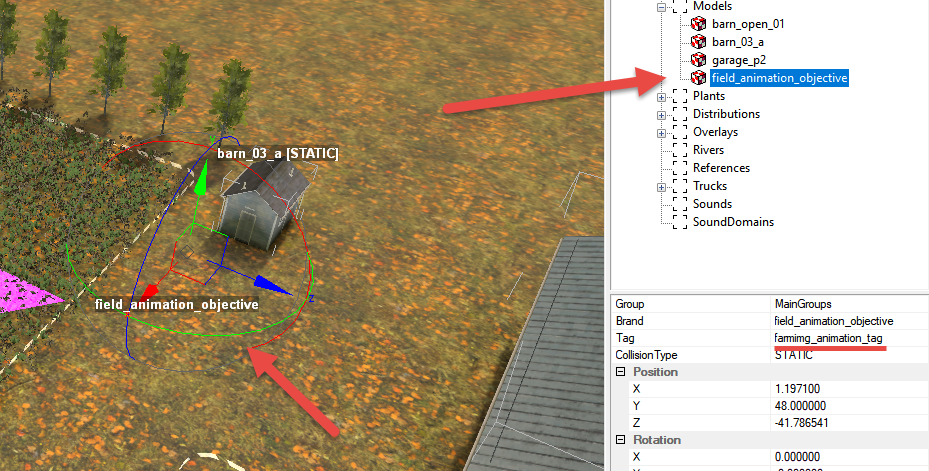 barn_03_a [STATIC]
field_animation_objective
z
Models
barn_open_01
barn_03_a
garage_p2
field_animation_objective
Plants
Distributions
Overlays
Rivers
References
Trucks
Sounds
SoundDomains
Group MainGroups
Brand field_animation_objective
Tag farmimg_animation_tag
CollisionType STATIC
Position
X 1.197100
Y 48.000000
Z -41.786541
Rotation
X 0.000000